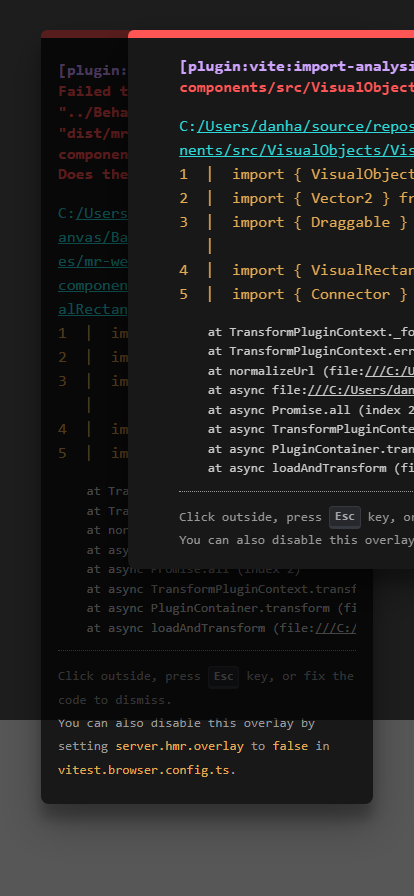 [plugin:vite:import-analysi
components/src/VisualObject
C:/Users/danha/source/repos
nents/src/VisualObjects/Vis
1 | import { VisualObject
2 | import { Vector2 } fr
3 | import { Draggable }
|
4 | import { VisualRectan
5 | import { Connector }
at TransformPluginContext._fo
at TransformPluginContext.err
at normalizeUrl (file:///C:/U
at async file:///C:/Users/dan
at async Promise.all (index 2
at async TransformPluginConte
at async PluginContainer.tran
at async loadAndTransform (fi
Click outside, press Esc key, or
You can also disable this overlay
[plugin:
Failed t
"../Beha
"dist/mr
componen
Does the
C:/Users
anvas/Ba
es/mr-we
componen
alRectan
1 | im
2 | im
3 | im
|
4 | im
5 | im
at Tra
at Tra
at nor
at asy
at async Promise.all (index 2)
at async TransformPluginContext.transf
at async PluginContainer.transform (fi
at async loadAndTransform (file:///C:/
Click outside, press Esc key, or fix the
code to dismiss.
You can also disable this overlay by
setting server.hmr.overlay to false in
vitest.browser.config.ts.